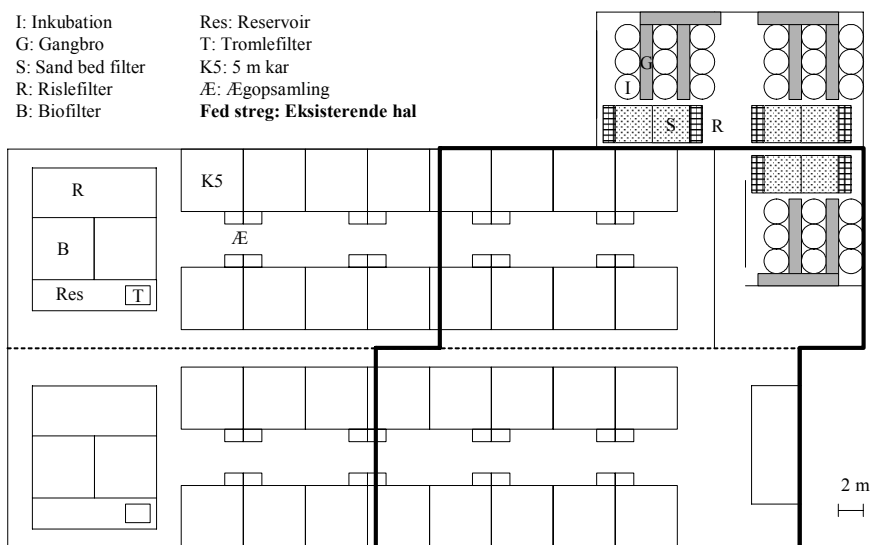 I: Inkubation
G: Gangbro
S: Sand bed filter
R: Rislefilter
B: Biofilter
Res: Reservoir
T: Tromlefilter
K5: 5 m kar
Æ: Ægopsamling
Fed streg: Eksisterende hal
G
I
S
R
K5
R
Æ
B
Res
T
2 m